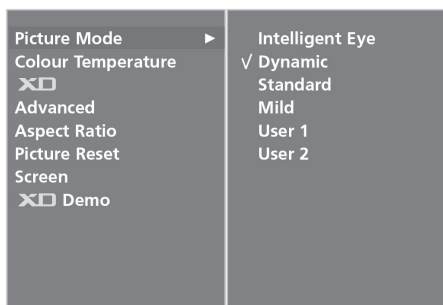 Picture Mode ►
Colour Temperature
XD
Advanced
Aspect Ratio
Picture Reset
Screen
XD Demo
Intelligent Eye
√ Dynamic
Standard
Mild
User 1
User 2